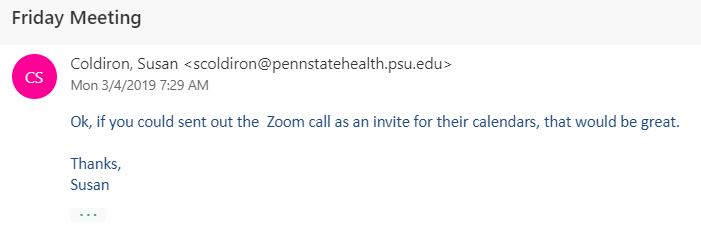 Friday Meeting
CS
Coldiron, Susan <scoldiron@pennstatehealth.psu.edu>
Mon 3/4/2019 7:29 AM
Ok, if you could sent out the  Zoom call as an invite for their calendars, that would be great.
Thanks,
Susan
...